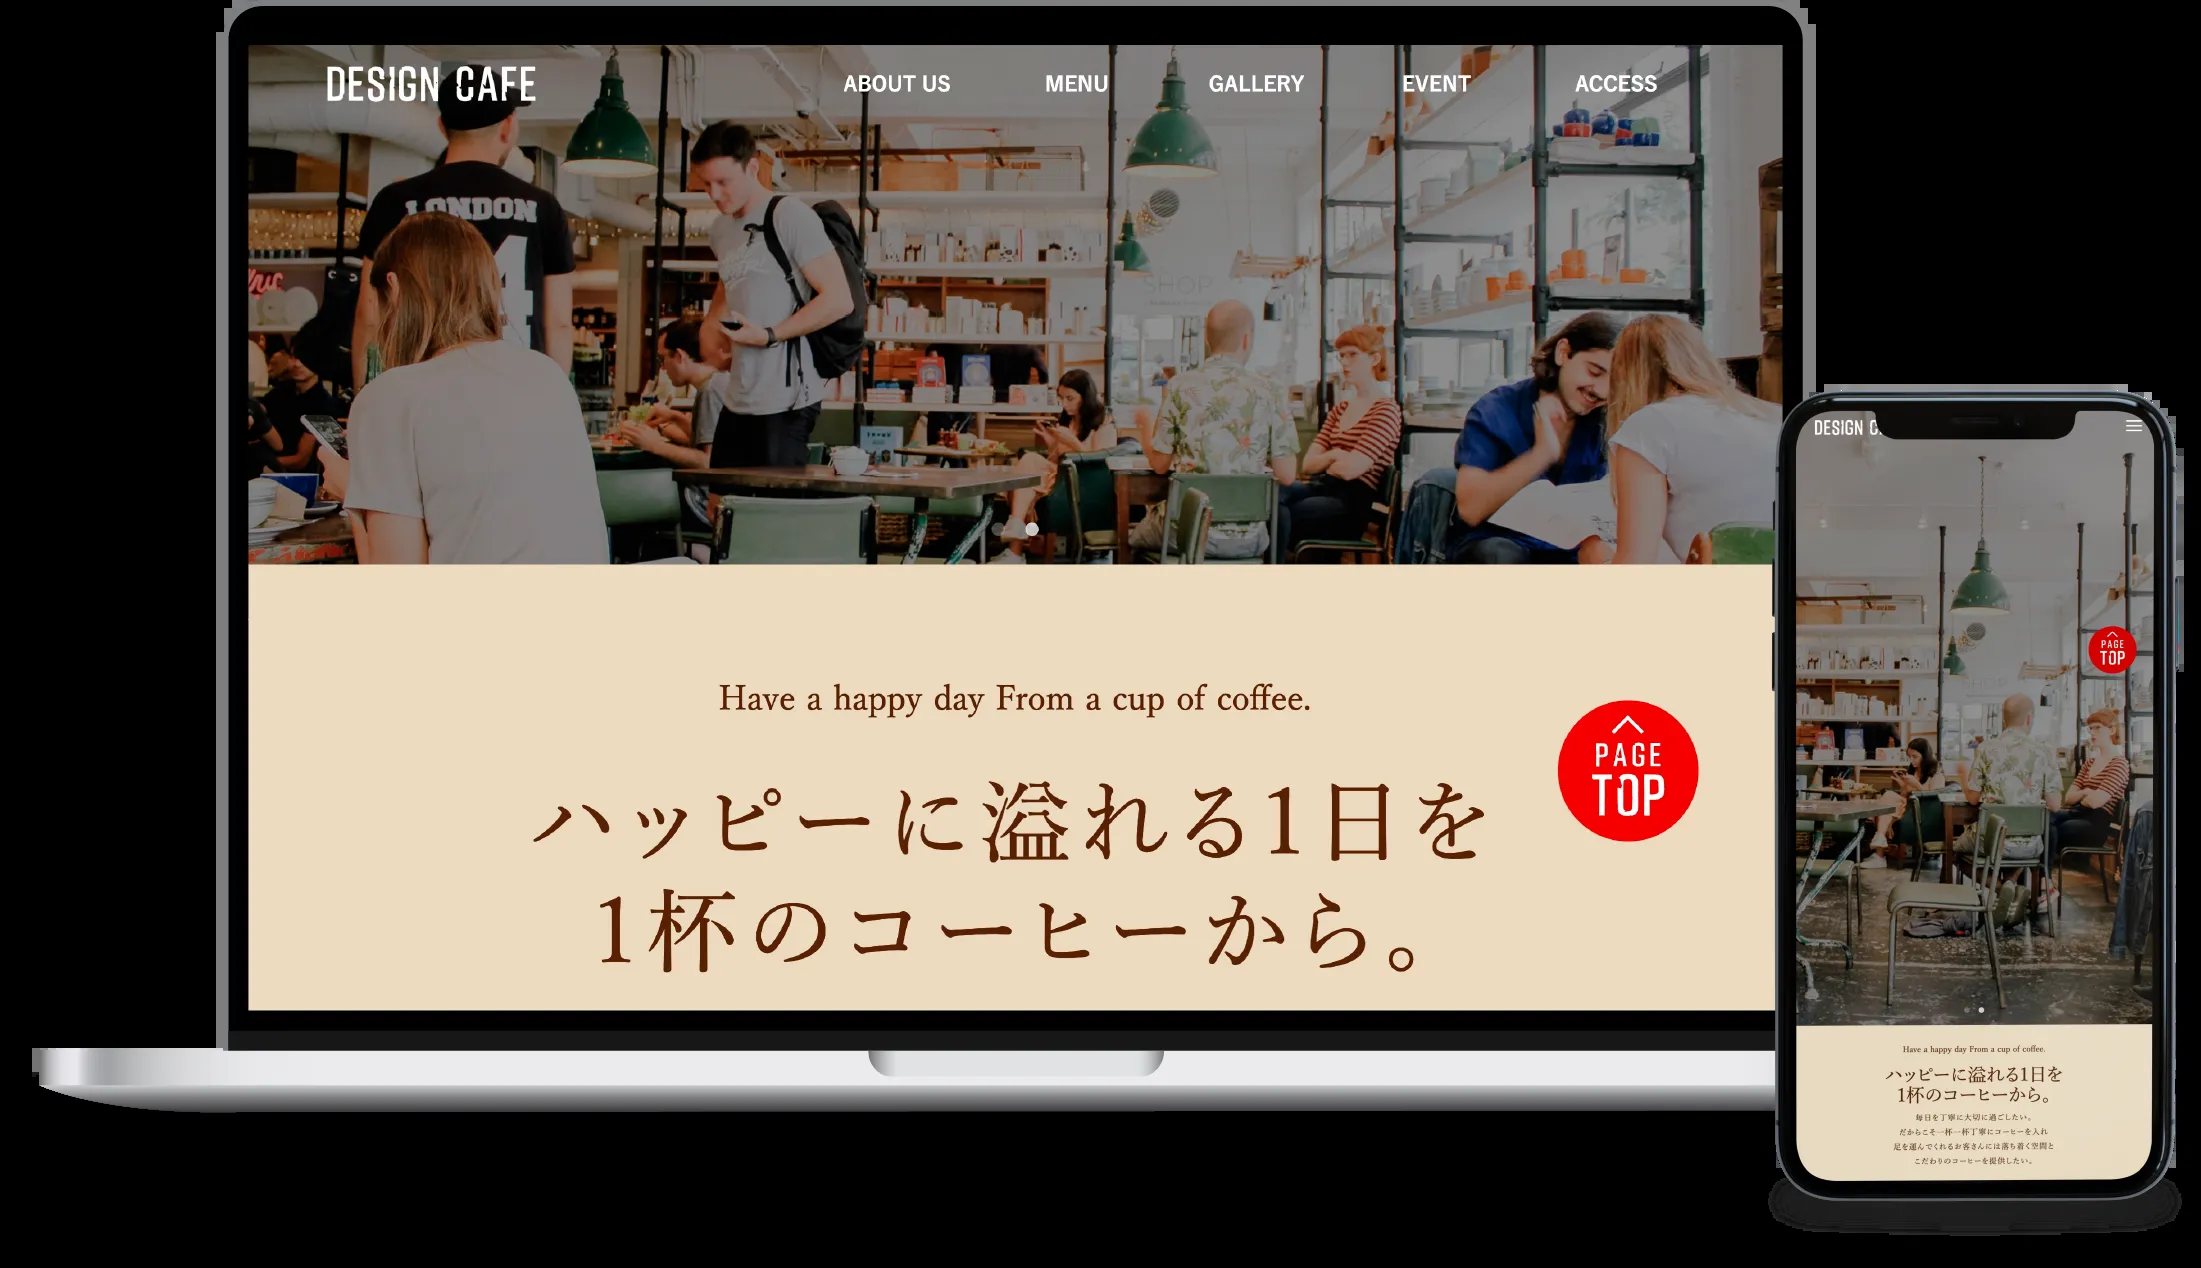 DESIGN CAFE
ABOUT US MENU GALLERY EVENT ACCESS
LONDON
SHOP
Have a happy day From a cup of coffee.
ハッピーに溢れる1日を
1杯のコーヒーから。
PAGE
TOP
DESIGN
PAGE
TOP
Have a happy day From a cup of coffee.
ハッピーに溢れる1日を
1杯のコーヒーから。
毎日を丁寧に大切に過ごしたい。
だからこそ一杯一杯丁寧にコーヒーを入れ
足を運んでくれるお客さんには落ち着く空間と
こだわりのコーヒーを提供したい。